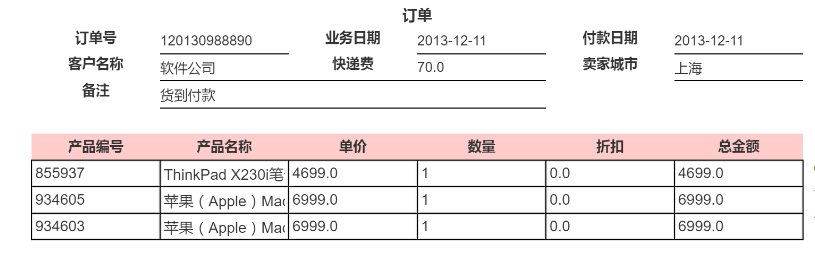 订单
订单号 120130988890 业务日期 2013-12-11 付款日期 2013-12-11
客户名称 软件公司 快递费 70.0 卖家城市 上海
备注 货到付款
产品编号 产品名称 单价 数量 折扣 总金额
855937 ThinkPad X230i笔 4699.0 1 0.0 4699.0
934605 苹果（Apple）Mac 6999.0 1 0.0 6999.0
934603 苹果（Apple）Mac 6999.0 1 0.0 6999.0